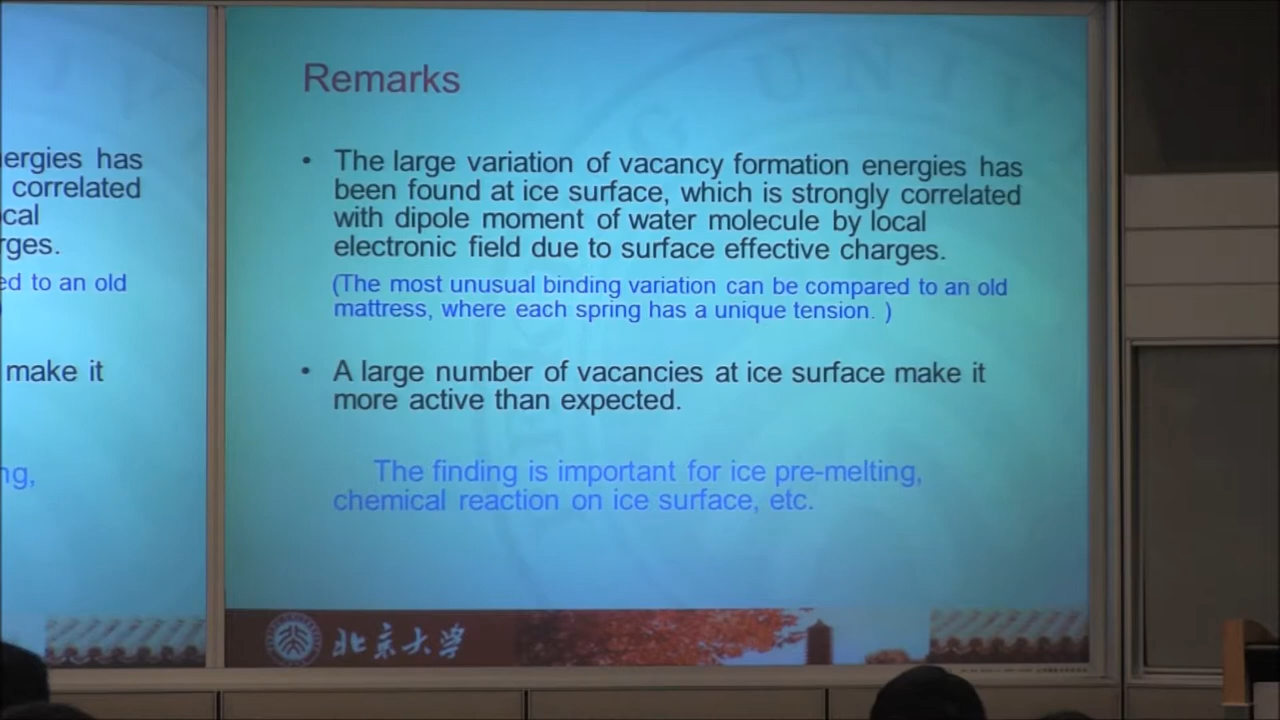 ergies has
correlated
cal
rges.
ed to an old
)
make it
ng,
Remarks
• The large variation of vacancy formation energies has
been found at ice surface, which is strongly correlated
with dipole moment of water molecule by local
electronic field due to surface effective charges.
(The most unusual binding variation can be compared to an old
mattress, where each spring has a unique tension. )
• A large number of vacancies at ice surface make it
more active than expected.
The finding is important for ice pre-melting,
chemical reaction on ice surface, etc.
北京大学